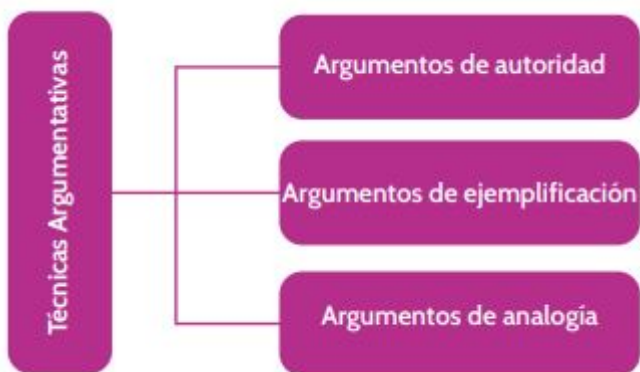 Técnicas Argumentativas
Argumentos de autoridad
Argumentos de ejemplificación
Argumentos de analogía